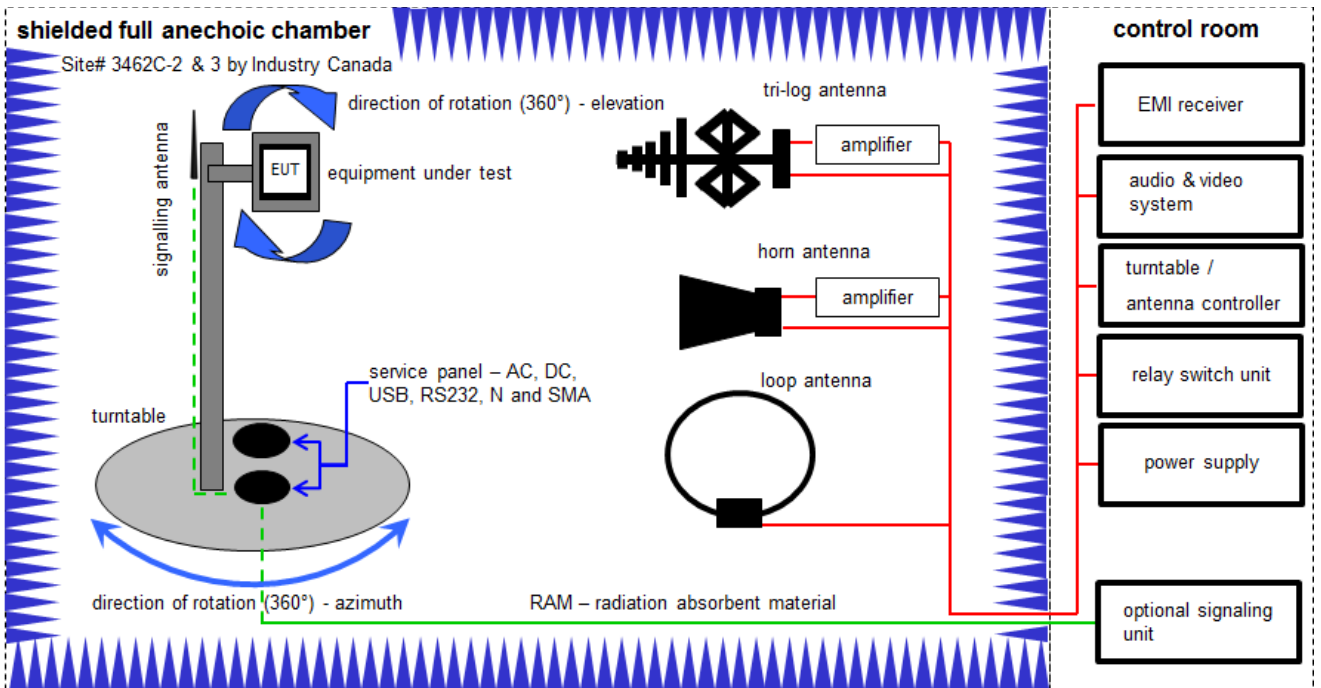 shielded full anechoic chamber
control room
Site# 3462C-2 & 3 by Industry Canada
direction of rotation (360°) - elevation
tri-log antenna
EMI receiver
signalling antenna
amplifier
EUT
equipment under test
audio & video
system
horn antenna
amplifier
turntable /
antenna controller
service panel – AC, DC,
USB, RS232, N and SMA
loop antenna
relay switch unit
turntable
power supply
direction of rotation (360°) - azimuth
RAM – radiation absorbent material
optional signaling
unit